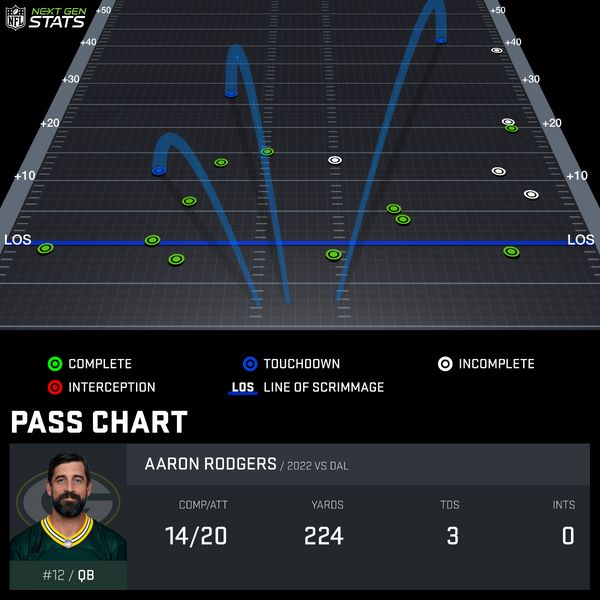 NFL NEXT GEN STATS
+50 +50
+40 +40
+30 +30
+20 +20
+10 +10
LOS LOS
COMPLETE TOUCHDOWN INCOMPLETE
INTERCEPTION LOS LINE OF SCRIMMAGE
PASS CHART
AARON RODGERS / 2022 VS DAL
COMP/ATT YARDS TDS INTS
14/20 224 3 0
#12 / QB